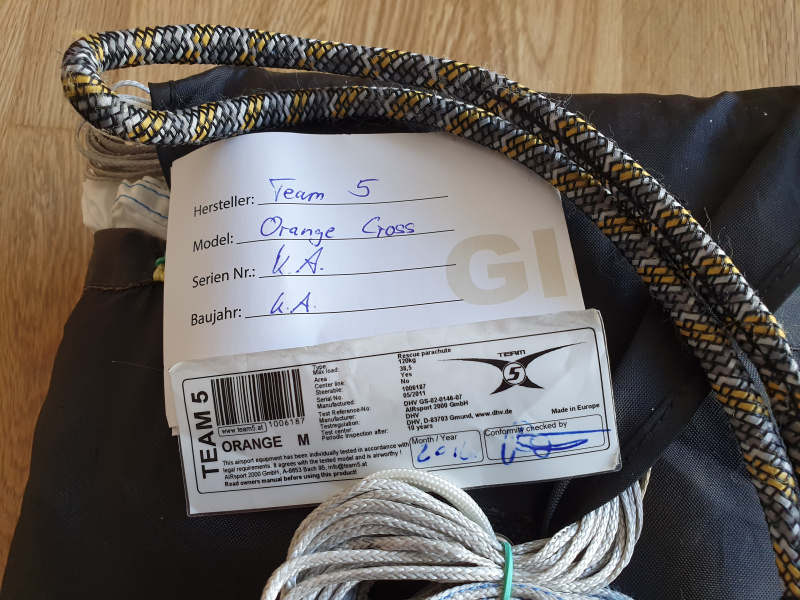 Hersteller: Team 5
Model: Orange Cross
Serien Nr.: K.A.
Baujahr: K.A.
GI
TEAM 5
www.team5.at 1006187
ORANGE M
Type: Rescue parachute
Max load: 120kg
Area: 38,5
Center line: Yes
Steerable: No
Serial No.: 1006187
Manufactured: 05/2011
Test Reference-No: DHV GS-02-0146-07
Manufacturer: AIRsport 2000 GmbH
Testregulation: DHV
Test center: DHV, D-83703 Gmund, www.dhv.de
Periodic Inspection after: 10 years
TEAM
5
Made in Europe
This airsport equipment has been individually tested in accordance with
legal requirements. It agrees with the tested model and is airworthy !
AIRsport 2000 GmbH , A-6653 Bach 95, info@team5.at
Read owners manual before using this product!
Month / Year
Conformity checked by